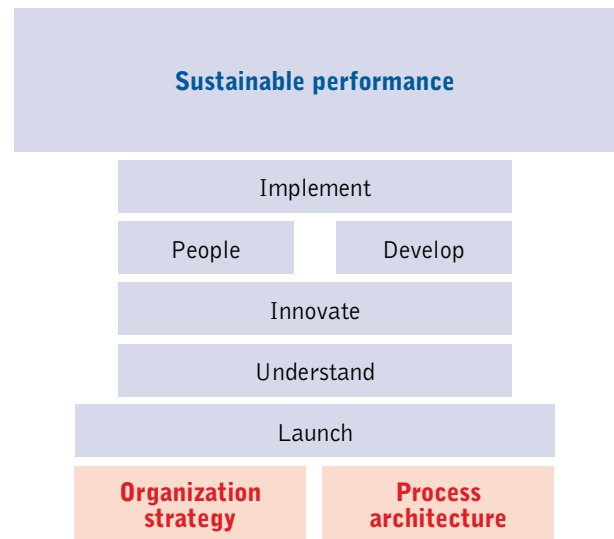 Sustainable performance
Implement
People
Develop
Innovate
Understand
Launch
Organization
strategy
Process
architecture